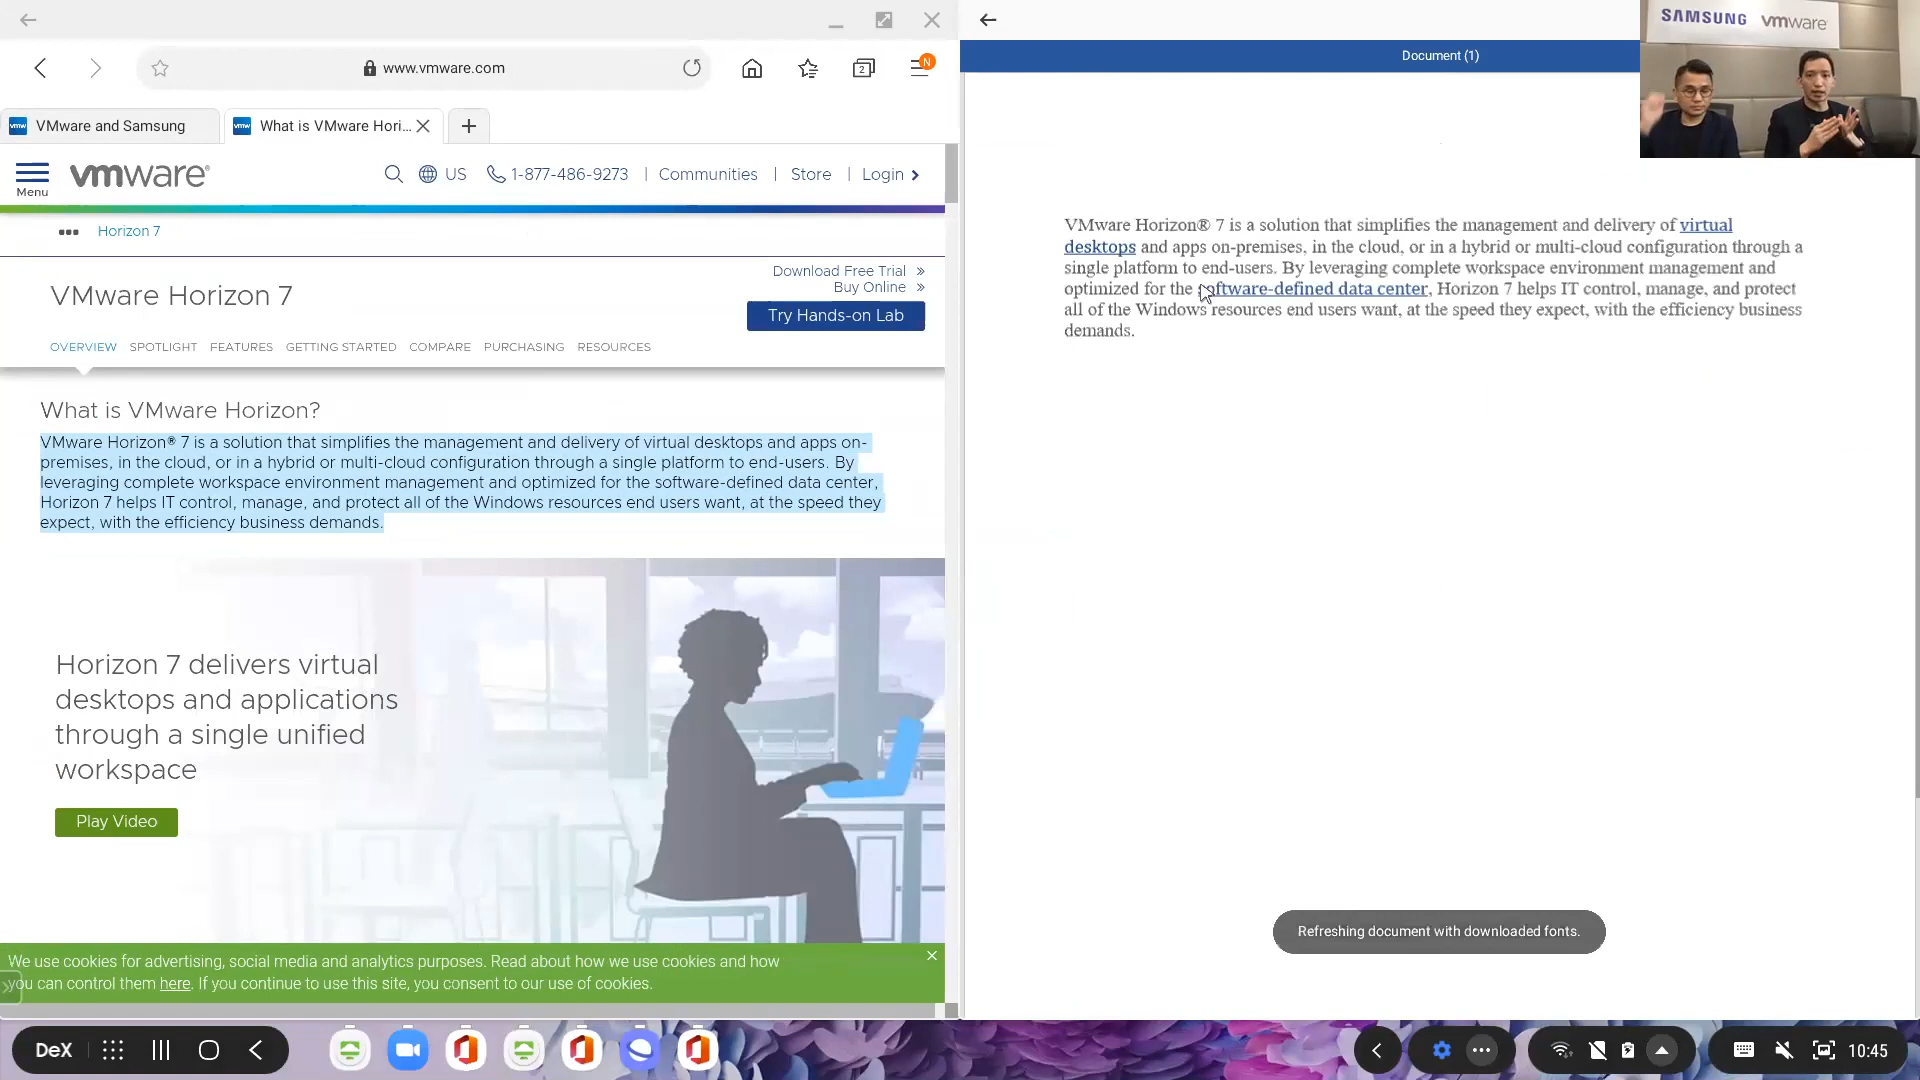 www.vmware.com
2
N
vmw VMware and Samsung
vmw What is VMware Hori...
Menu
vmware®
US
1-877-486-9273 | Communities | Store | Login
Horizon 7
Download Free Trial »
Buy Online »
VMware Horizon 7
Try Hands-on Lab
OVERVIEW SPOTLIGHT FEATURES GETTING STARTED COMPARE PURCHASING RESOURCES
What is VMware Horizon?
VMware Horizon® 7 is a solution that simplifies the management and delivery of virtual desktops and apps on-
premises, in the cloud, or in a hybrid or multi-cloud configuration through a single platform to end-users. By
leveraging complete workspace environment management and optimized for the software-defined data center,
Horizon 7 helps IT control, manage, and protect all of the Windows resources end users want, at the speed they
expect, with the efficiency business demands.
Horizon 7 delivers virtual
desktops and applications
through a single unified
workspace
Play Video
We use cookies for advertising, social media and analytics purposes. Read about how we use cookies and how
you can control them here. If you continue to use this site, you consent to our use of cookies.
Document (1)
SAMSUNG vmware
VMware Horizon® 7 is a solution that simplifies the management and delivery of virtual
desktops and apps on-premises, in the cloud, or in a hybrid or multi-cloud configuration through a
single platform to end-users. By leveraging complete workspace environment management and
optimized for the software-defined data center, Horizon 7 helps IT control, manage, and protect
all of the Windows resources end users want, at the speed they expect, with the efficiency business
demands.
Refreshing document with downloaded fonts.
DeX
10:45